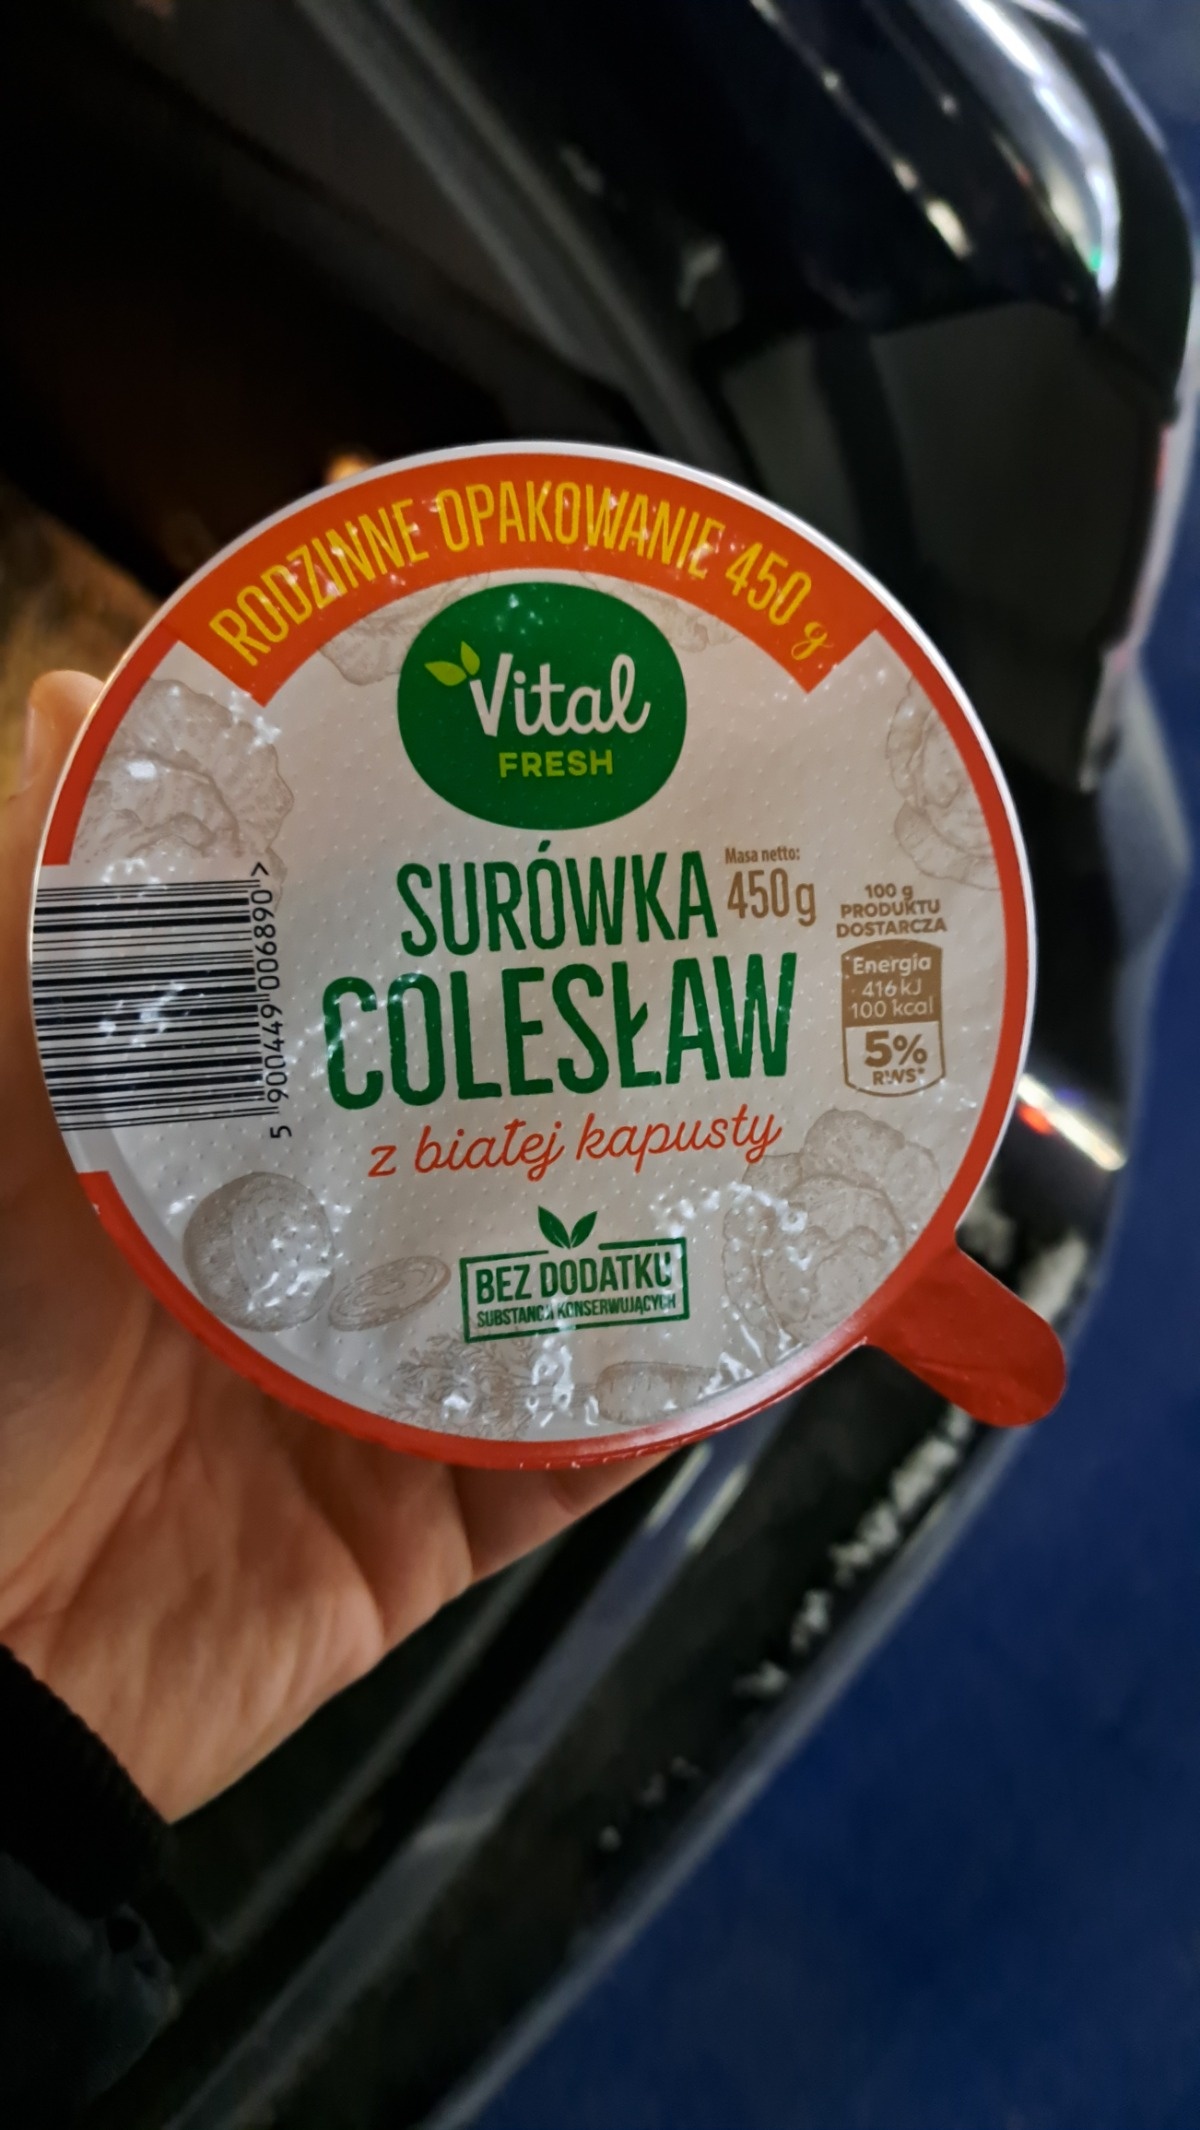 RODZINNE OPAKOWANIE 450 g
Vital
FRESH
SURÓWKA
Masa netto:
450 g
COLESŁAW
z białej kapusty
100 g
PRODUKTU
DOSTARCZA
Energia
416 kJ
100 kcal
5%
RWS*
BEZ DODATKU
SUBSTANCJI KONSERWUJĄCYCH
5 900449 006890 >